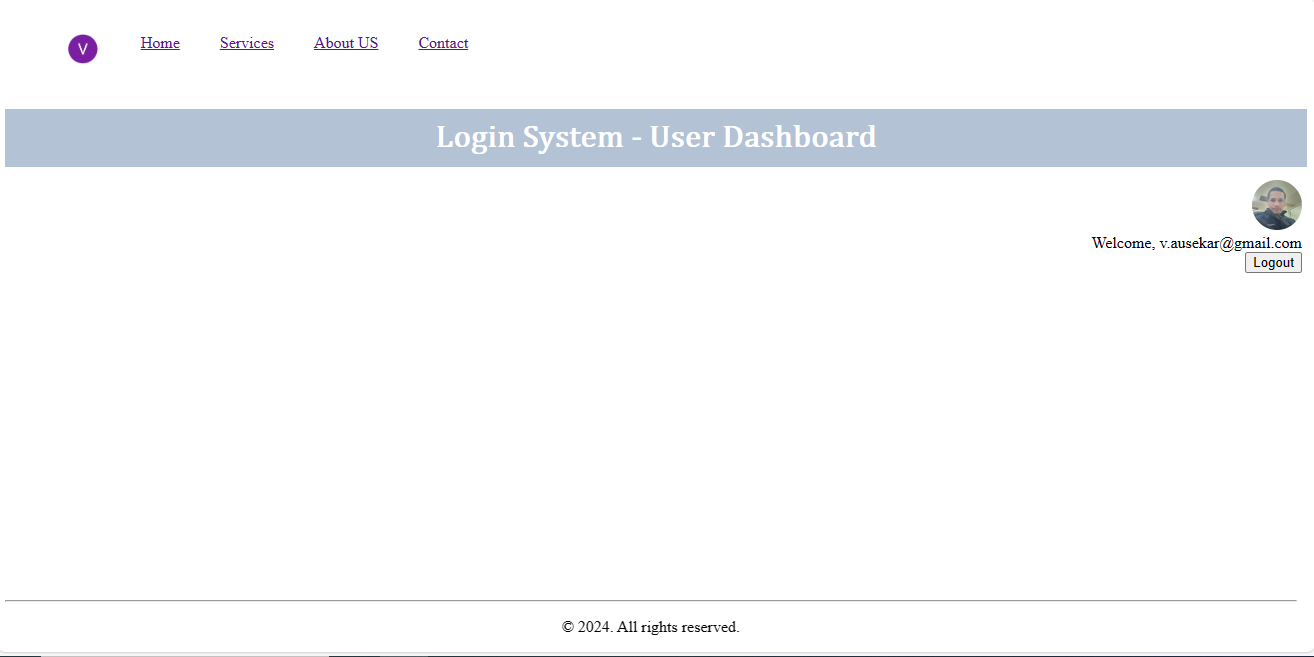 V Home Services About US Contact
Login System - User Dashboard
Welcome, v.ausekar@gmail.com
Logout
© 2024. All rights reserved.